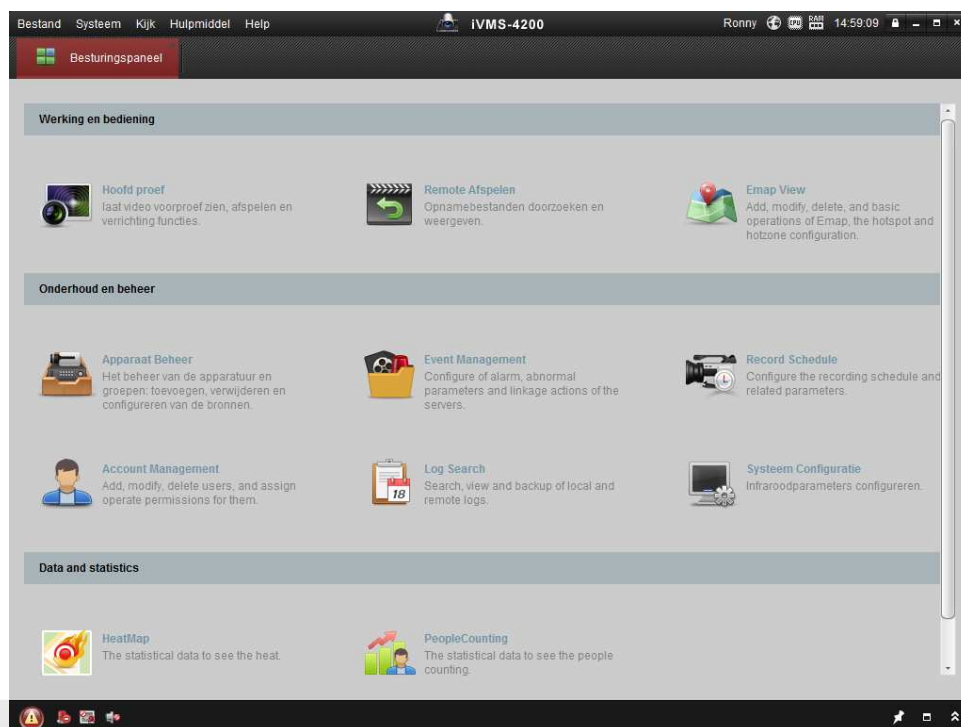 Bestand Systeem Kijk Hulpmiddel Help iVMS-4200 Ronny CPU RAM 14:59:09
Besturingspaneel
Werking en bediening
Hoofd proef
laat video voorproef zien, afspelen en
verrichting functies.
Remote Afspelen
Opnamebestanden doorzoeken en
weergeven.
Emap View
Add, modify, delete, and basic
operations of Emap, the hotspot and
hotzone configuration.
Onderhoud en beheer
Apparaat Beheer
Het beheer van de apparatuur en
groepen: toevoegen, verwijderen en
configureren van de bronnen.
Event Management
Configure of alarm, abnormal
parameters and linkage actions of the
servers.
Record Schedule
Configure the recording schedule and
related parameters.
Account Management
Add, modify, delete users, and assign
operate permissions for them.
18
Log Search
Search, view and backup of local and
remote logs.
Systeem Configuratie
Infraroodparameters configureren.
Data and statistics
HeatMap
The statistical data to see the heat.
PeopleCounting
The statistical data to see the people
counting.